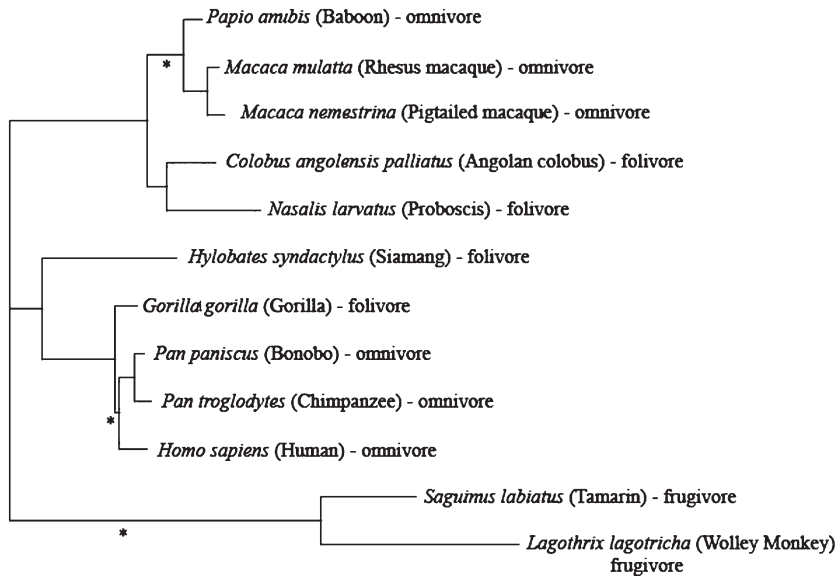 Papio anubis (Baboon) - omnivore
*
Macaca mulatta (Rhesus macaque) - omnivore
Macaca nemestrina (Pigtailed macaque) - omnivore
Colobus angolensis palliatus (Angolan colobus) - folivore
Nasalis larvatus (Proboscis) - folivore
Hylobates syndactylus (Siamang) - folivore
Gorilla gorilla (Gorilla) - folivore
Pan paniscus (Bonobo) - omnivore
Pan troglodytes (Chimpanzee) - omnivore
*
Homo sapiens (Human) - omnivore
Saguinus labiatus (Tamarin) - frugivore
*
Lagothrix lagotricha (Wolley Monkey)
frugivore